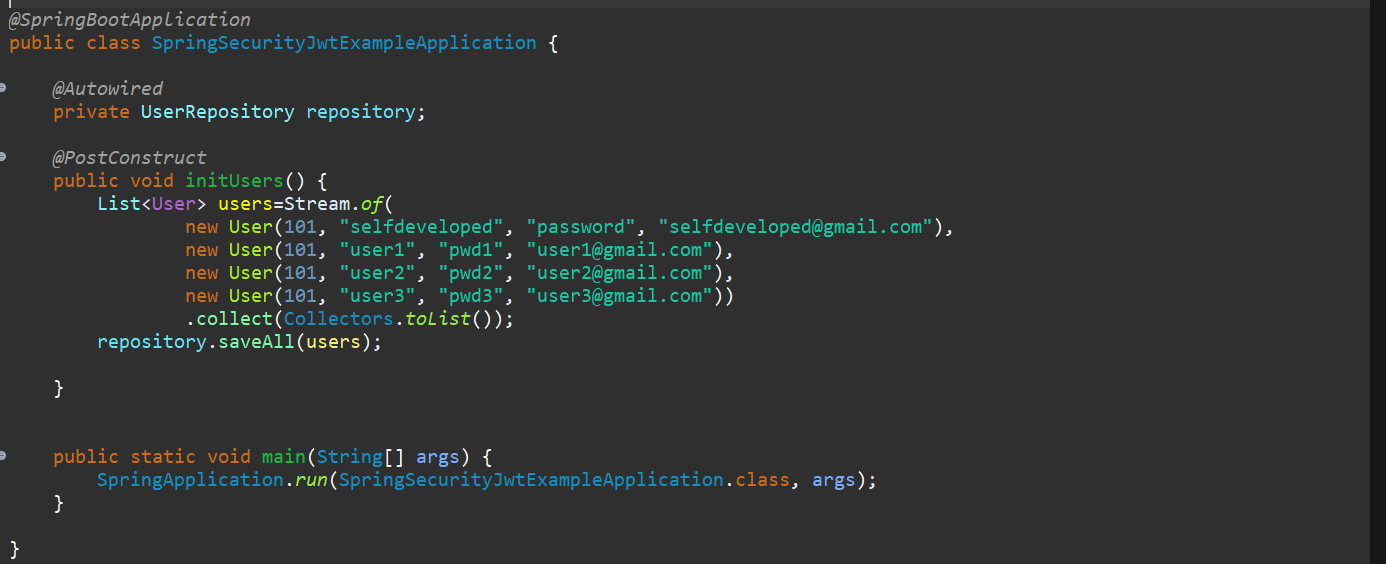 @SpringBootApplication
public class SpringSecurityJwtExampleApplication {
@Autowired
private UserRepository repository;
@PostConstruct
public void initUsers() {
List<User> users=Stream.of(
new User(101, "selfdeveloped", "password", "selfdeveloped@gmail.com"),
new User(101, "user1", "pwd1", "user1@gmail.com"),
new User(101, "user2", "pwd2", "user2@gmail.com"),
new User(101, "user3", "pwd3", "user3@gmail.com"))
.collect(Collectors.toList());
repository.saveAll(users);
}
public static void main(String[] args) {
SpringApplication.run(SpringSecurityJwtExampleApplication.class, args);
}
}